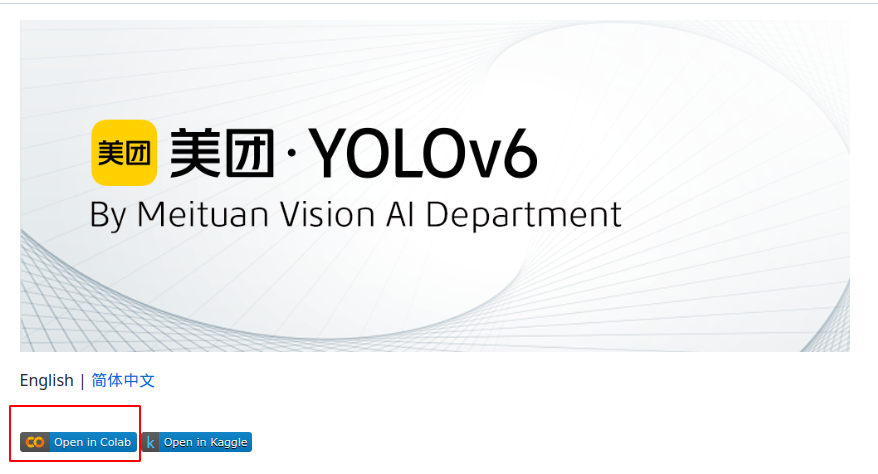 美团 美团·YOLOv6
By Meituan Vision AI Department
English | 简体中文
Open in Colab k Open in Kaggle